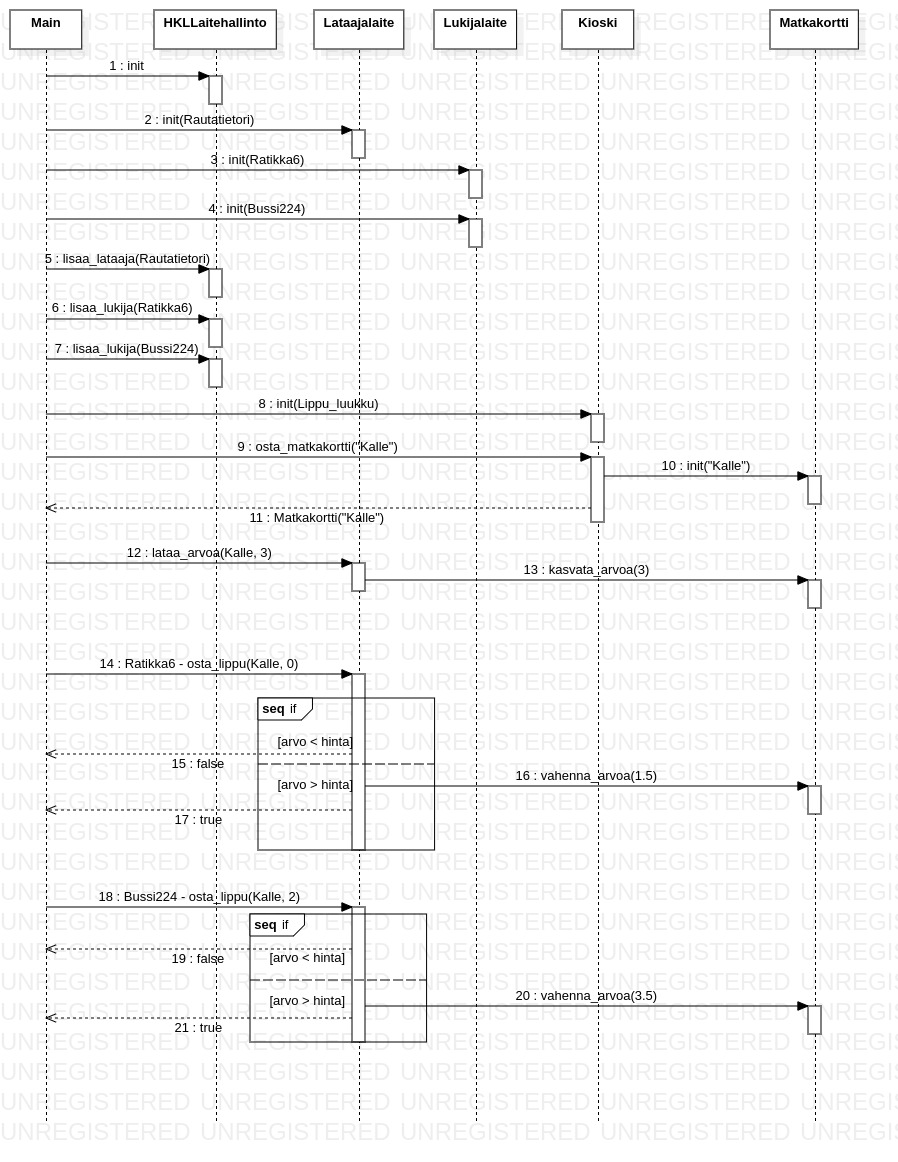 Main
HKLLaitehallinto
Lataajalaite
Lukijalaite
Kioski
Matkakortti
1 : init
2 : init(Rautatietori)
3 : init(Ratikka6)
4 : init(Bussi224)
5 : lisaa_lataaja(Rautatietori)
6 : lisaa_lukija(Ratikka6)
7 : lisaa_lukija(Bussi224)
8 : init(Lippu_luukku)
9 : osta_matkakortti("Kalle")
10 : init("Kalle")
11 : Matkakortti("Kalle")
12 : lataa_arvoa(Kalle, 3)
13 : kasvata_arvoa(3)
14 : Ratikka6 - osta_lippu(Kalle, 0)
seq if
[arvo < hinta]
15 : false
16 : vahenna_arvoa(1.5)
[arvo > hinta]
17 : true
18 : Bussi224 - osta_lippu(Kalle, 2)
seq if
[arvo < hinta]
19 : false
20 : vahenna_arvoa(3.5)
[arvo > hinta]
21 : true
UNREGISTERED